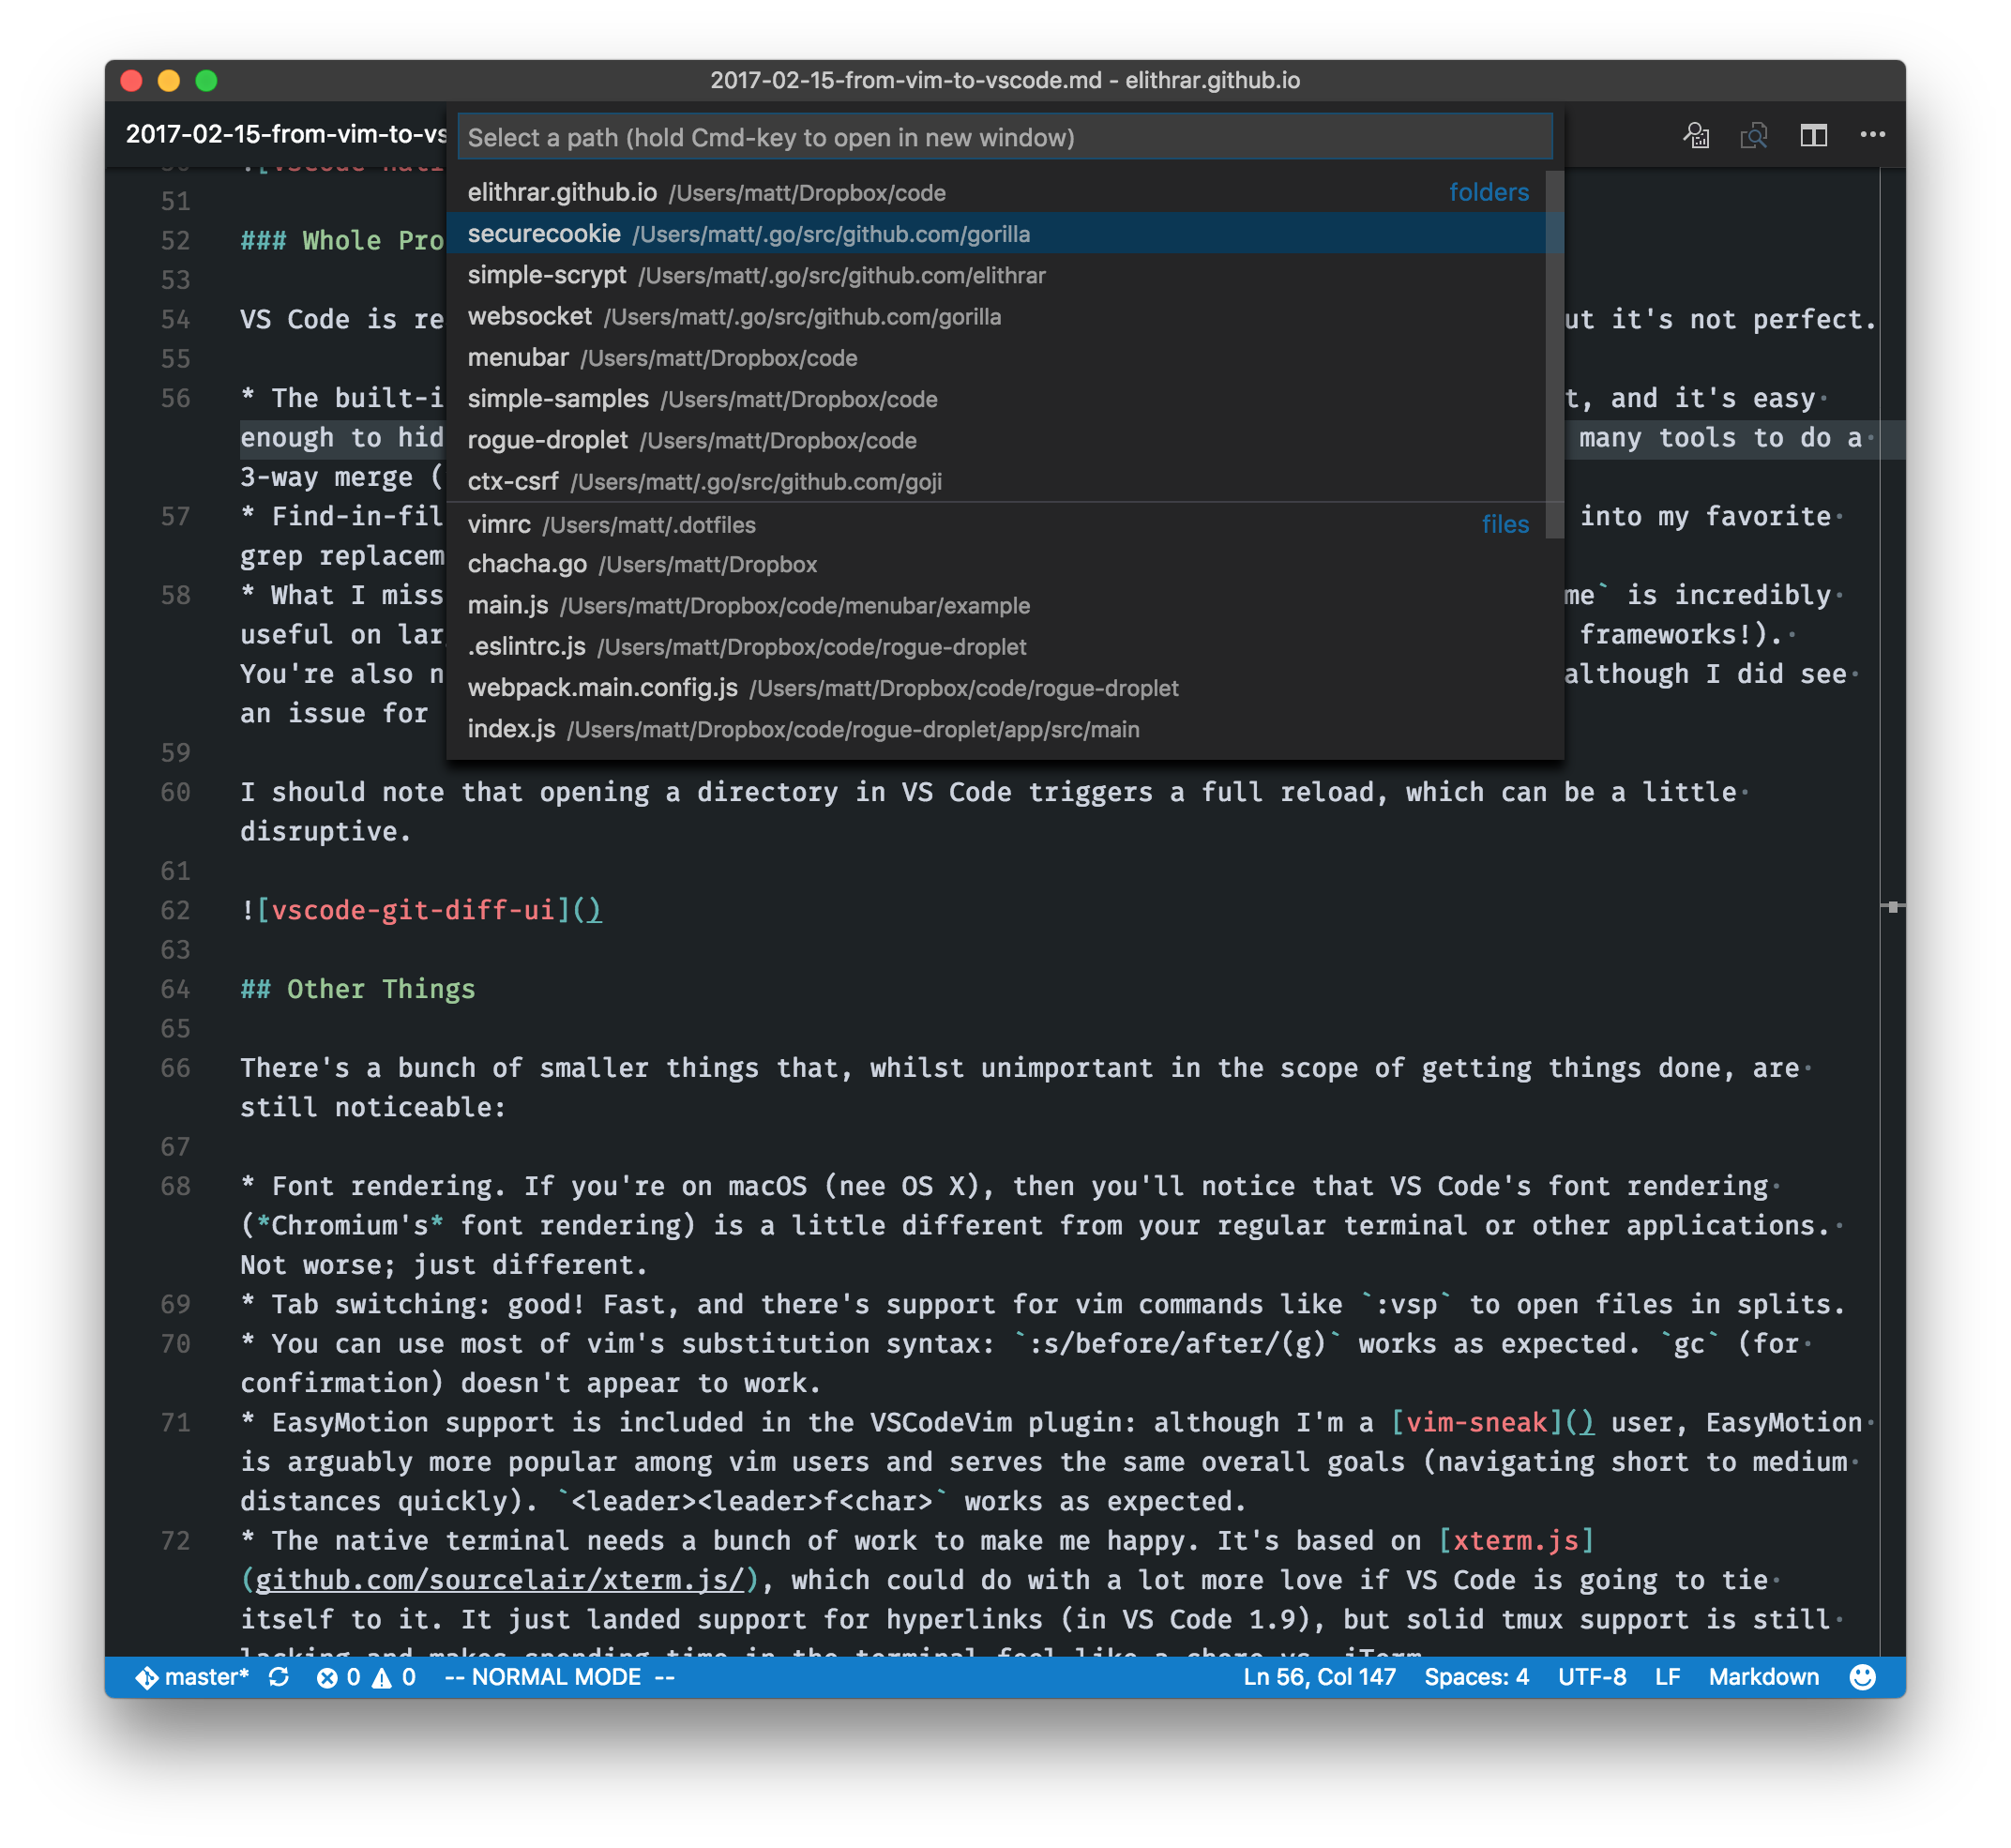 2017-02-15-from-vim-to-vscode.md - elithrar.github.io
2017-02-15-from-vim-to-vs
Select a path (hold Cmd-key to open in new window)
elithrar.github.io /Users/matt/Dropbox/code folders
securecookie /Users/matt/.go/src/github.com/gorilla
simple-scrypt /Users/matt/.go/src/github.com/elithrar
websocket /Users/matt/.go/src/github.com/gorilla
menubar /Users/matt/Dropbox/code
simple-samples /Users/matt/Dropbox/code
rogue-droplet /Users/matt/Dropbox/code
ctx-csrf /Users/matt/.go/src/github.com/goji
vimrc /Users/matt/.dotfiles files
chacha.go /Users/matt/Dropbox
main.js /Users/matt/Dropbox/code/menubar/example
.eslintrc.js /Users/matt/Dropbox/code/rogue-droplet
webpack.main.config.js /Users/matt/Dropbox/code/rogue-droplet
index.js /Users/matt/Dropbox/code/rogue-droplet/app/src/main
51
52 ### Whole Pro
53
54 VS Code is re ut it's not perfect.
55
56 * The built-i t, and it's easy
enough to hid many tools to do a
3-way merge (
57 * Find-in-fil into my favorite
grep replacem
58 * What I miss me` is incredibly
useful on lar frameworks!).
You're also n although I did see
an issue for
59
60 I should note that opening a directory in VS Code triggers a full reload, which can be a little
disruptive.
61
62 ![vscode-git-diff-ui]()
63
64 ## Other Things
65
66 There's a bunch of smaller things that, whilst unimportant in the scope of getting things done, are
still noticeable:
67
68 * Font rendering. If you're on macOS (nee OS X), then you'll notice that VS Code's font rendering
(*Chromium's* font rendering) is a little different from your regular terminal or other applications.
Not worse; just different.
69 * Tab switching: good! Fast, and there's support for vim commands like `:vsp` to open files in splits.
70 * You can use most of vim's substitution syntax: `:s/before/after/(g)` works as expected. `gc` (for
confirmation) doesn't appear to work.
71 * EasyMotion support is included in the VSCodeVim plugin: although I'm a [vim-sneak]() user, EasyMotion
is arguably more popular among vim users and serves the same overall goals (navigating short to medium
distances quickly). `<leader><leader>f<char>` works as expected.
72 * The native terminal needs a bunch of work to make me happy. It's based on [xterm.js]
(github.com/sourcelair/xterm.js/), which could do with a lot more love if VS Code is going to tie
itself to it. It just landed support for hyperlinks (in VS Code 1.9), but solid tmux support is still
lacking and makes spending time in the terminal feel like a chore vs. iTerm.
master* 0 0 -- NORMAL MODE -- Ln 56, Col 147 Spaces: 4 UTF-8 LF Markdown